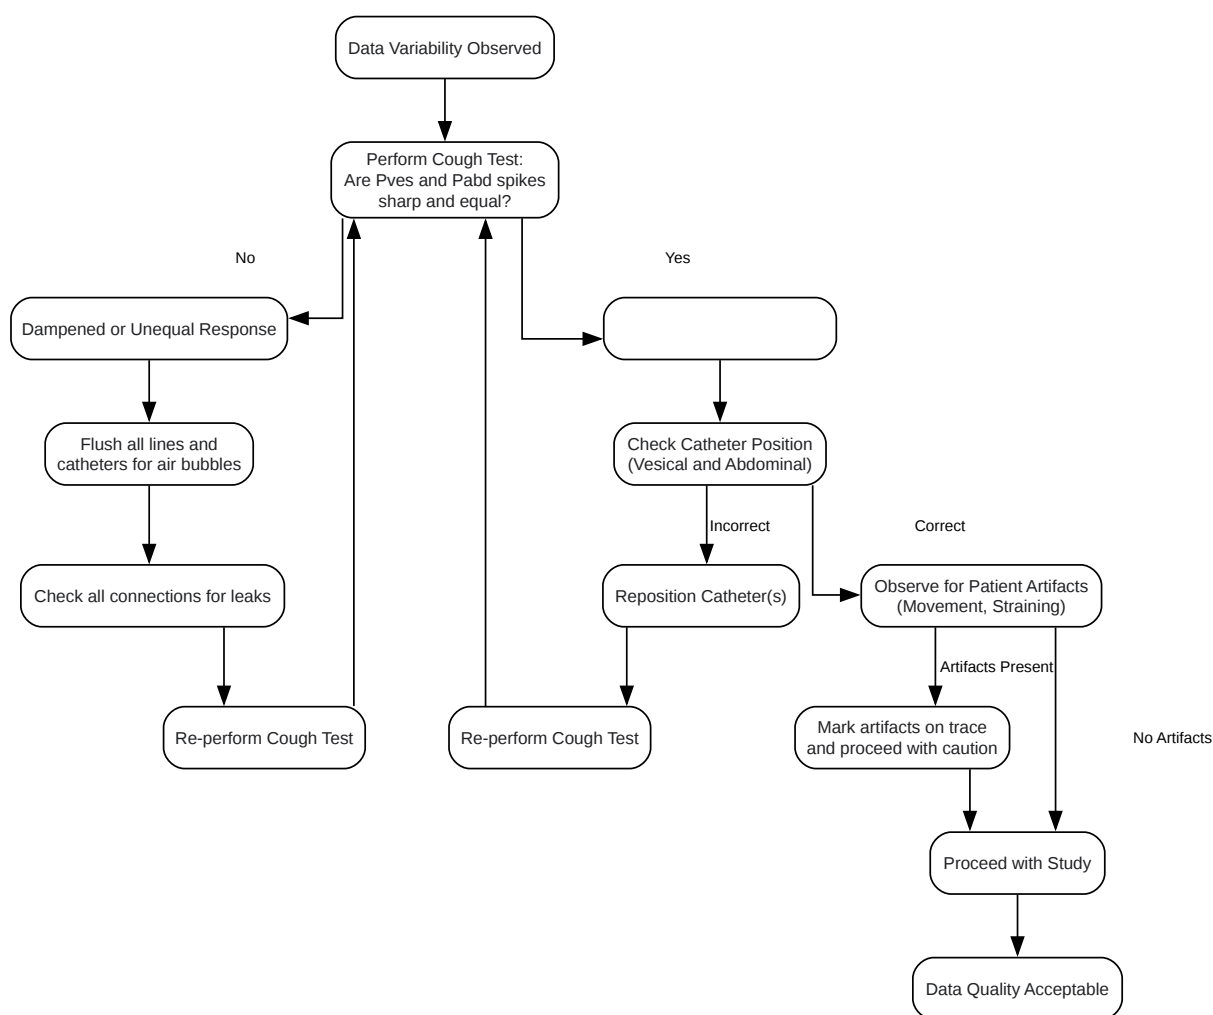 Data Variability Observed
Perform Cough Test:
Are Pves and Pabd spikes
sharp and equal?
No
Yes
Dampened or Unequal Response
Flush all lines and
catheters for air bubbles
Check Catheter Position
(Vesical and Abdominal)
Incorrect
Correct
Check all connections for leaks
Reposition Catheter(s)
Observe for Patient Artifacts
(Movement, Straining)
Artifacts Present
Re-perform Cough Test
Re-perform Cough Test
Mark artifacts on trace
and proceed with caution
No Artifacts
Proceed with Study
Data Quality Acceptable